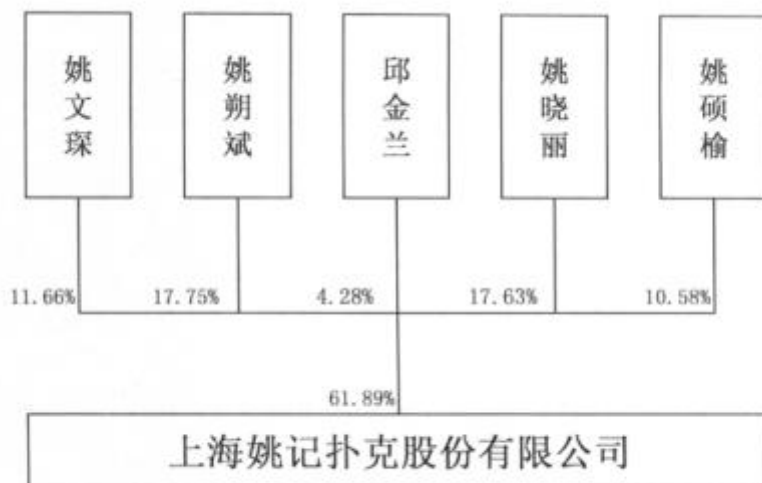 姚文琛
姚朔斌
邱金兰
姚晓丽
姚硕榆
11.66%
17.75%
4.28%
17.63%
10.58%
61.89%
上海姚记扑克股份有限公司